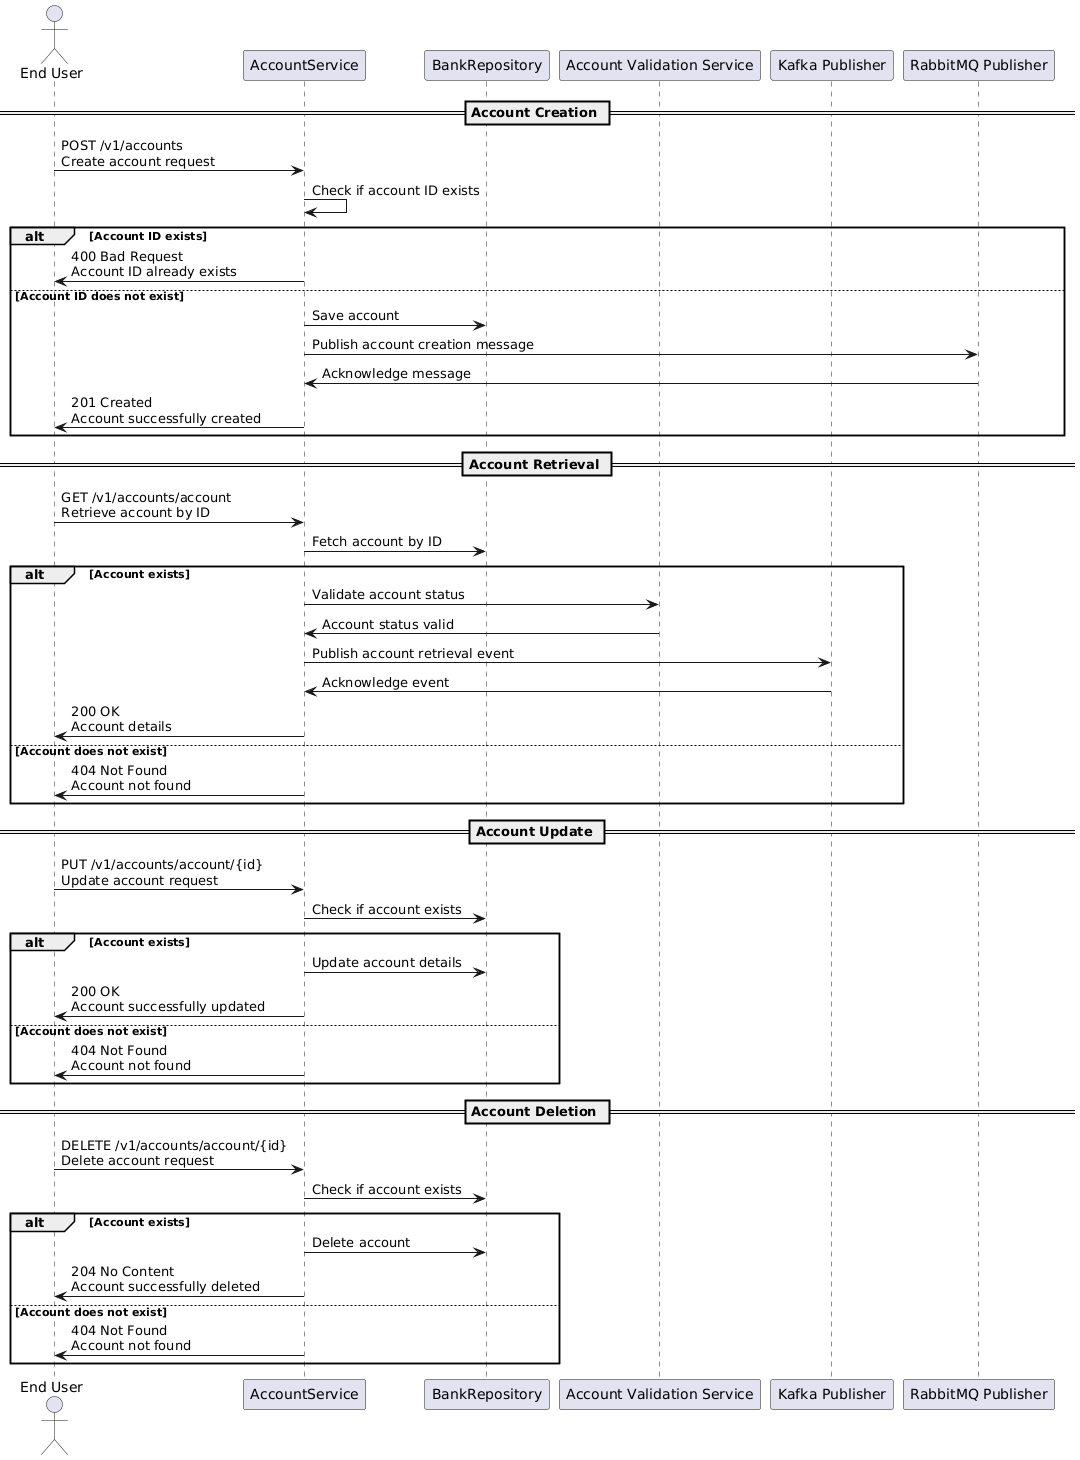 End User
AccountService
BankRepository
Account Validation Service
Kafka Publisher
RabbitMQ Publisher
Account Creation
POST /v1/accounts
Create account request
Check if account ID exists
alt
[Account ID exists]
400 Bad Request
Account ID already exists
[Account ID does not exist]
Save account
Publish account creation message
Acknowledge message
201 Created
Account successfully created
Account Retrieval
GET /v1/accounts/account
Retrieve account by ID
Fetch account by ID
alt
[Account exists]
Validate account status
Account status valid
Publish account retrieval event
Acknowledge event
200 OK
Account details
[Account does not exist]
404 Not Found
Account not found
Account Update
PUT /v1/accounts/account/{id}
Update account request
Check if account exists
alt
[Account exists]
Update account details
200 OK
Account successfully updated
[Account does not exist]
404 Not Found
Account not found
Account Deletion
DELETE /v1/accounts/account/{id}
Delete account request
Check if account exists
alt
[Account exists]
Delete account
204 No Content
Account successfully deleted
[Account does not exist]
404 Not Found
Account not found
End User
AccountService
BankRepository
Account Validation Service
Kafka Publisher
RabbitMQ Publisher